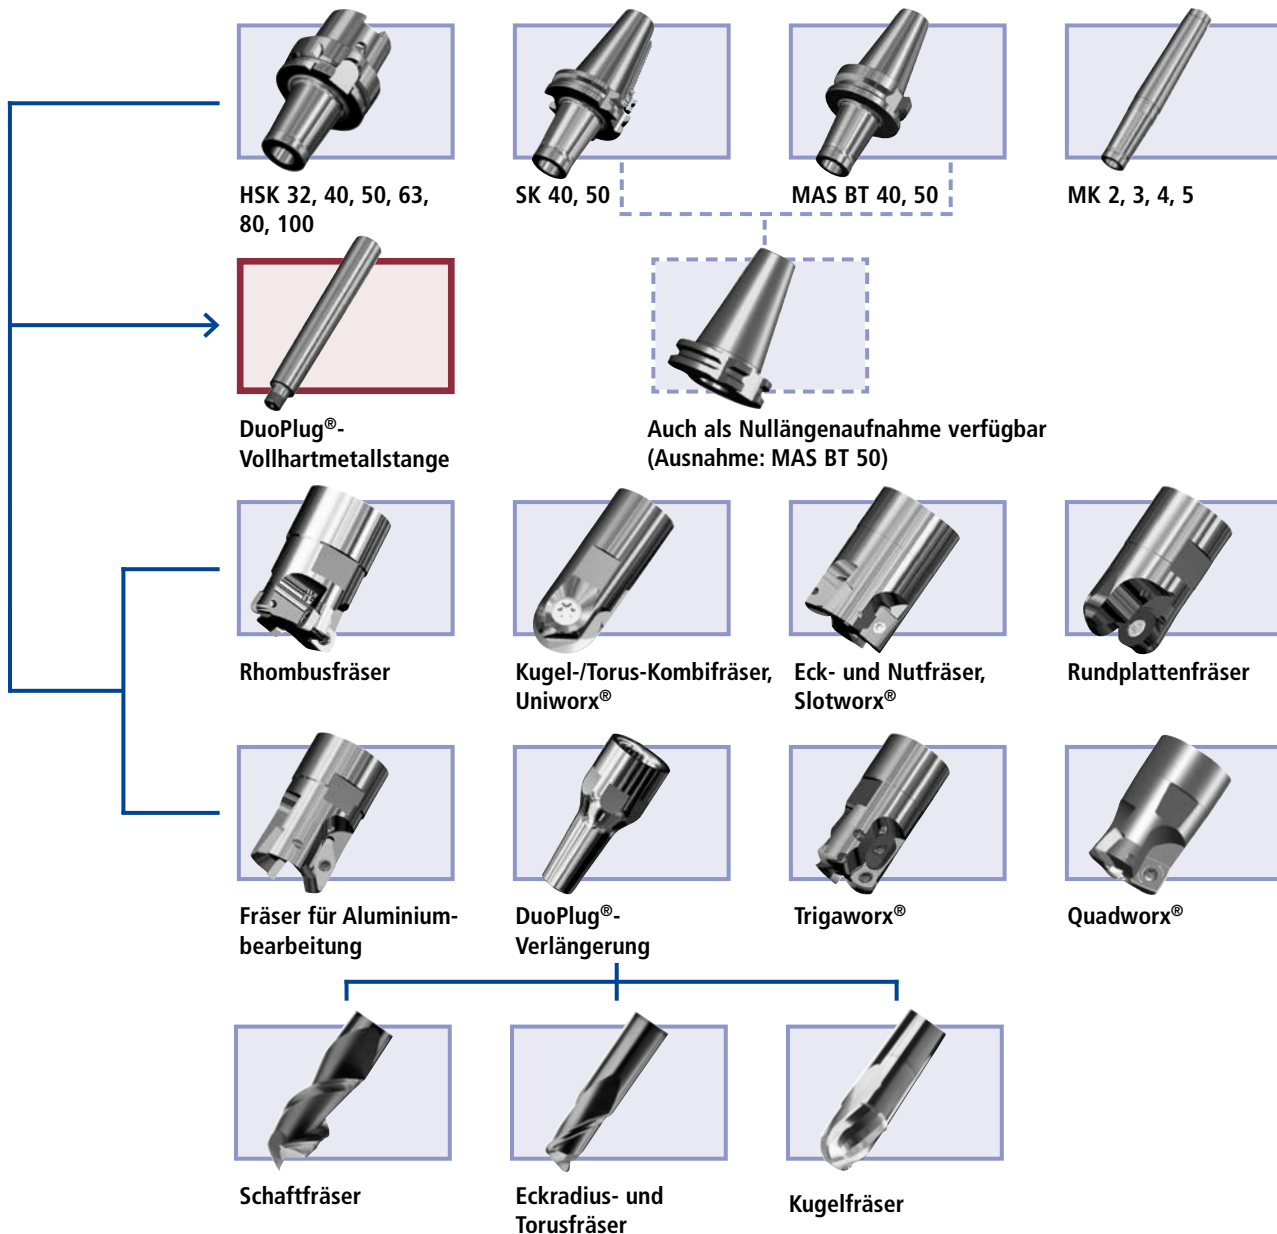 HSK 32, 40, 50, 63,
80, 100
SK 40, 50
MAS BT 40, 50
MK 2, 3, 4, 5
DuoPlug®-
Vollhartmetallstange
Auch als Nullängenaufnahme verfügbar
(Ausnahme: MAS BT 50)
Rhombusfräser
Kugel-/Torus-Kombifräser,
Uniworx®
Eck- und Nutfräser,
Slotworx®
Rundplattenfräser
Fräser für Aluminium-
bearbeitung
DuoPlug®-
Verlängerung
Trigaworx®
Quadworx®
Schaftfräser
Eckradius- und
Torusfräser
Kugelfräser